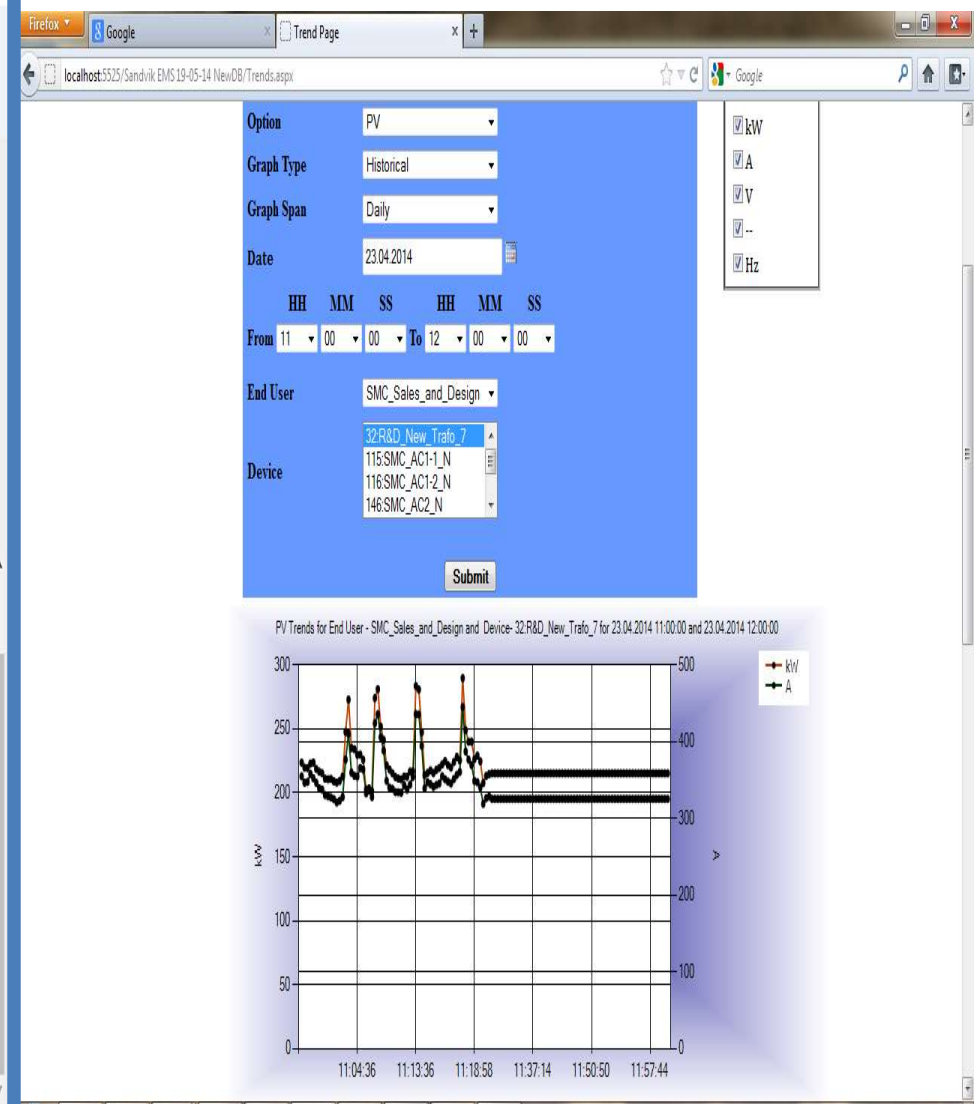 Firefox
Google
Trend Page
localhost:5525/Sandvik EMS 19-05-14 NewDB/Trends.aspx
Google
Option PV
Graph Type Historical
Graph Span Daily
Date 23.04.2014
HH MM SS HH MM SS
From 11 00 00 To 12 00 00
End User SMC_Sales_and_Design
Device
32:R&D_New_Trafo_7
115:SMC_AC1-1_N
116:SMC_AC1-2_N
146:SMC_AC2_N
Submit
kW
A
V
--
Hz
PV Trends for End User - SMC_Sales_and_Design and Device- 32:R&D_New_Trafo_7 for 23.04.2014 11:00:00 and 23.04.2014 12:00:00
kW
A
300
250
200
150
100
50
0
kW
500
400
300
200
100
0
A
11:04:36 11:13:36 11:18:58 11:37:14 11:50:50 11:57:44